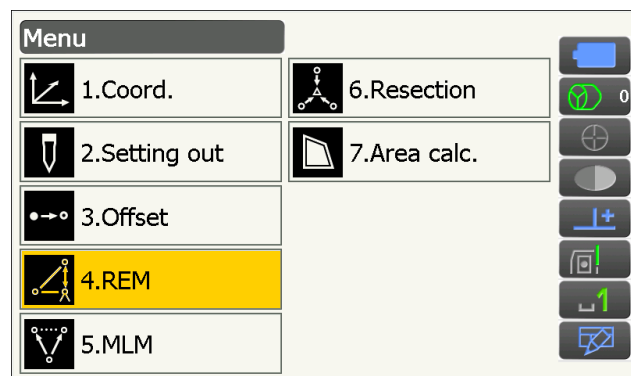 Menu
1.Coord.
2.Setting out
3.Offset
4.REM
5.MLM
6.Resection
7.Area calc.
0
1